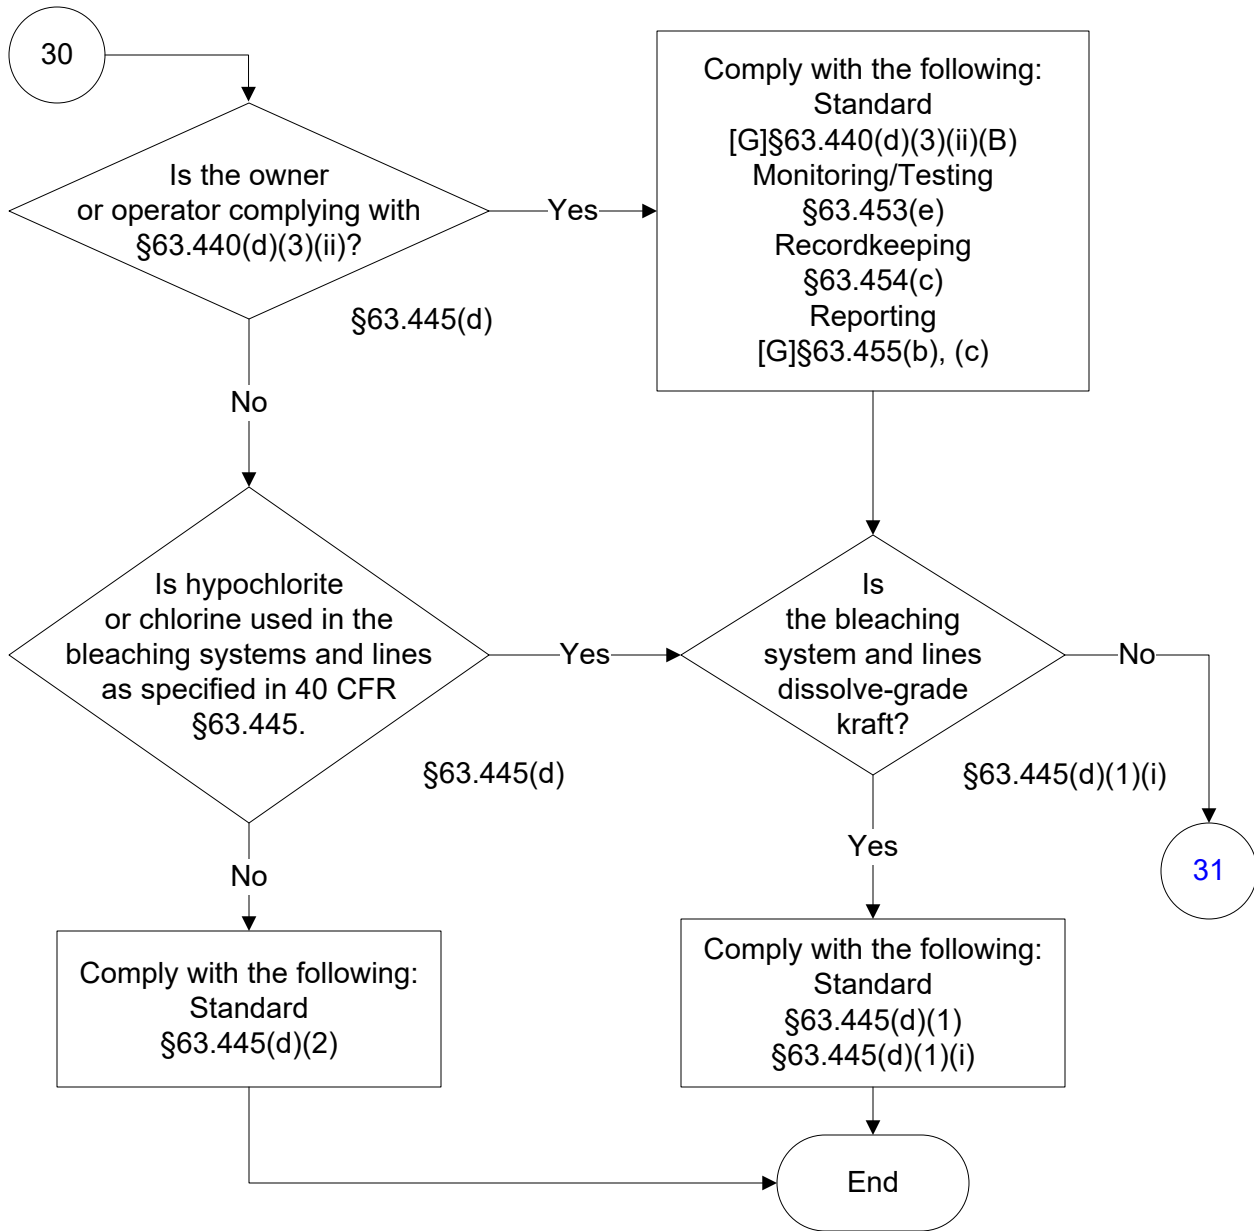 30
Is the owner
or operator complying with
§63.440(d)(3)(ii)?
Yes
Comply with the following:
Standard
[G]§63.440(d)(3)(ii)(B)
Monitoring/Testing
§63.453(e)
Recordkeeping
§63.454(c)
Reporting
[G]§63.455(b), (c)
§63.445(d)
No
Is hypochlorite
or chlorine used in the
bleaching systems and lines
as specified in 40 CFR
§63.445.
Yes
Is
the bleaching
system and lines
dissolve-grade
kraft?
No
§63.445(d)
§63.445(d)(1)(i)
31
No
Yes
Comply with the following:
Standard
§63.445(d)(2)
Comply with the following:
Standard
§63.445(d)(1)
§63.445(d)(1)(i)
End